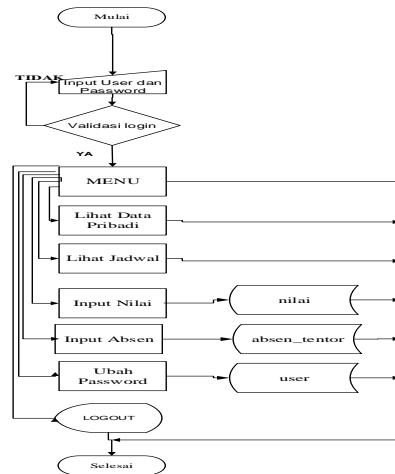 Mulai
TIDAK
Input User dan
Password
Validasi login
YA
MENU
Lihat Data
Pribadi
Lihat Jadwal
Input Nilai
nilai
Input Absen
absen_tentor
Ubah
Password
user
LOGOUT
Selesai